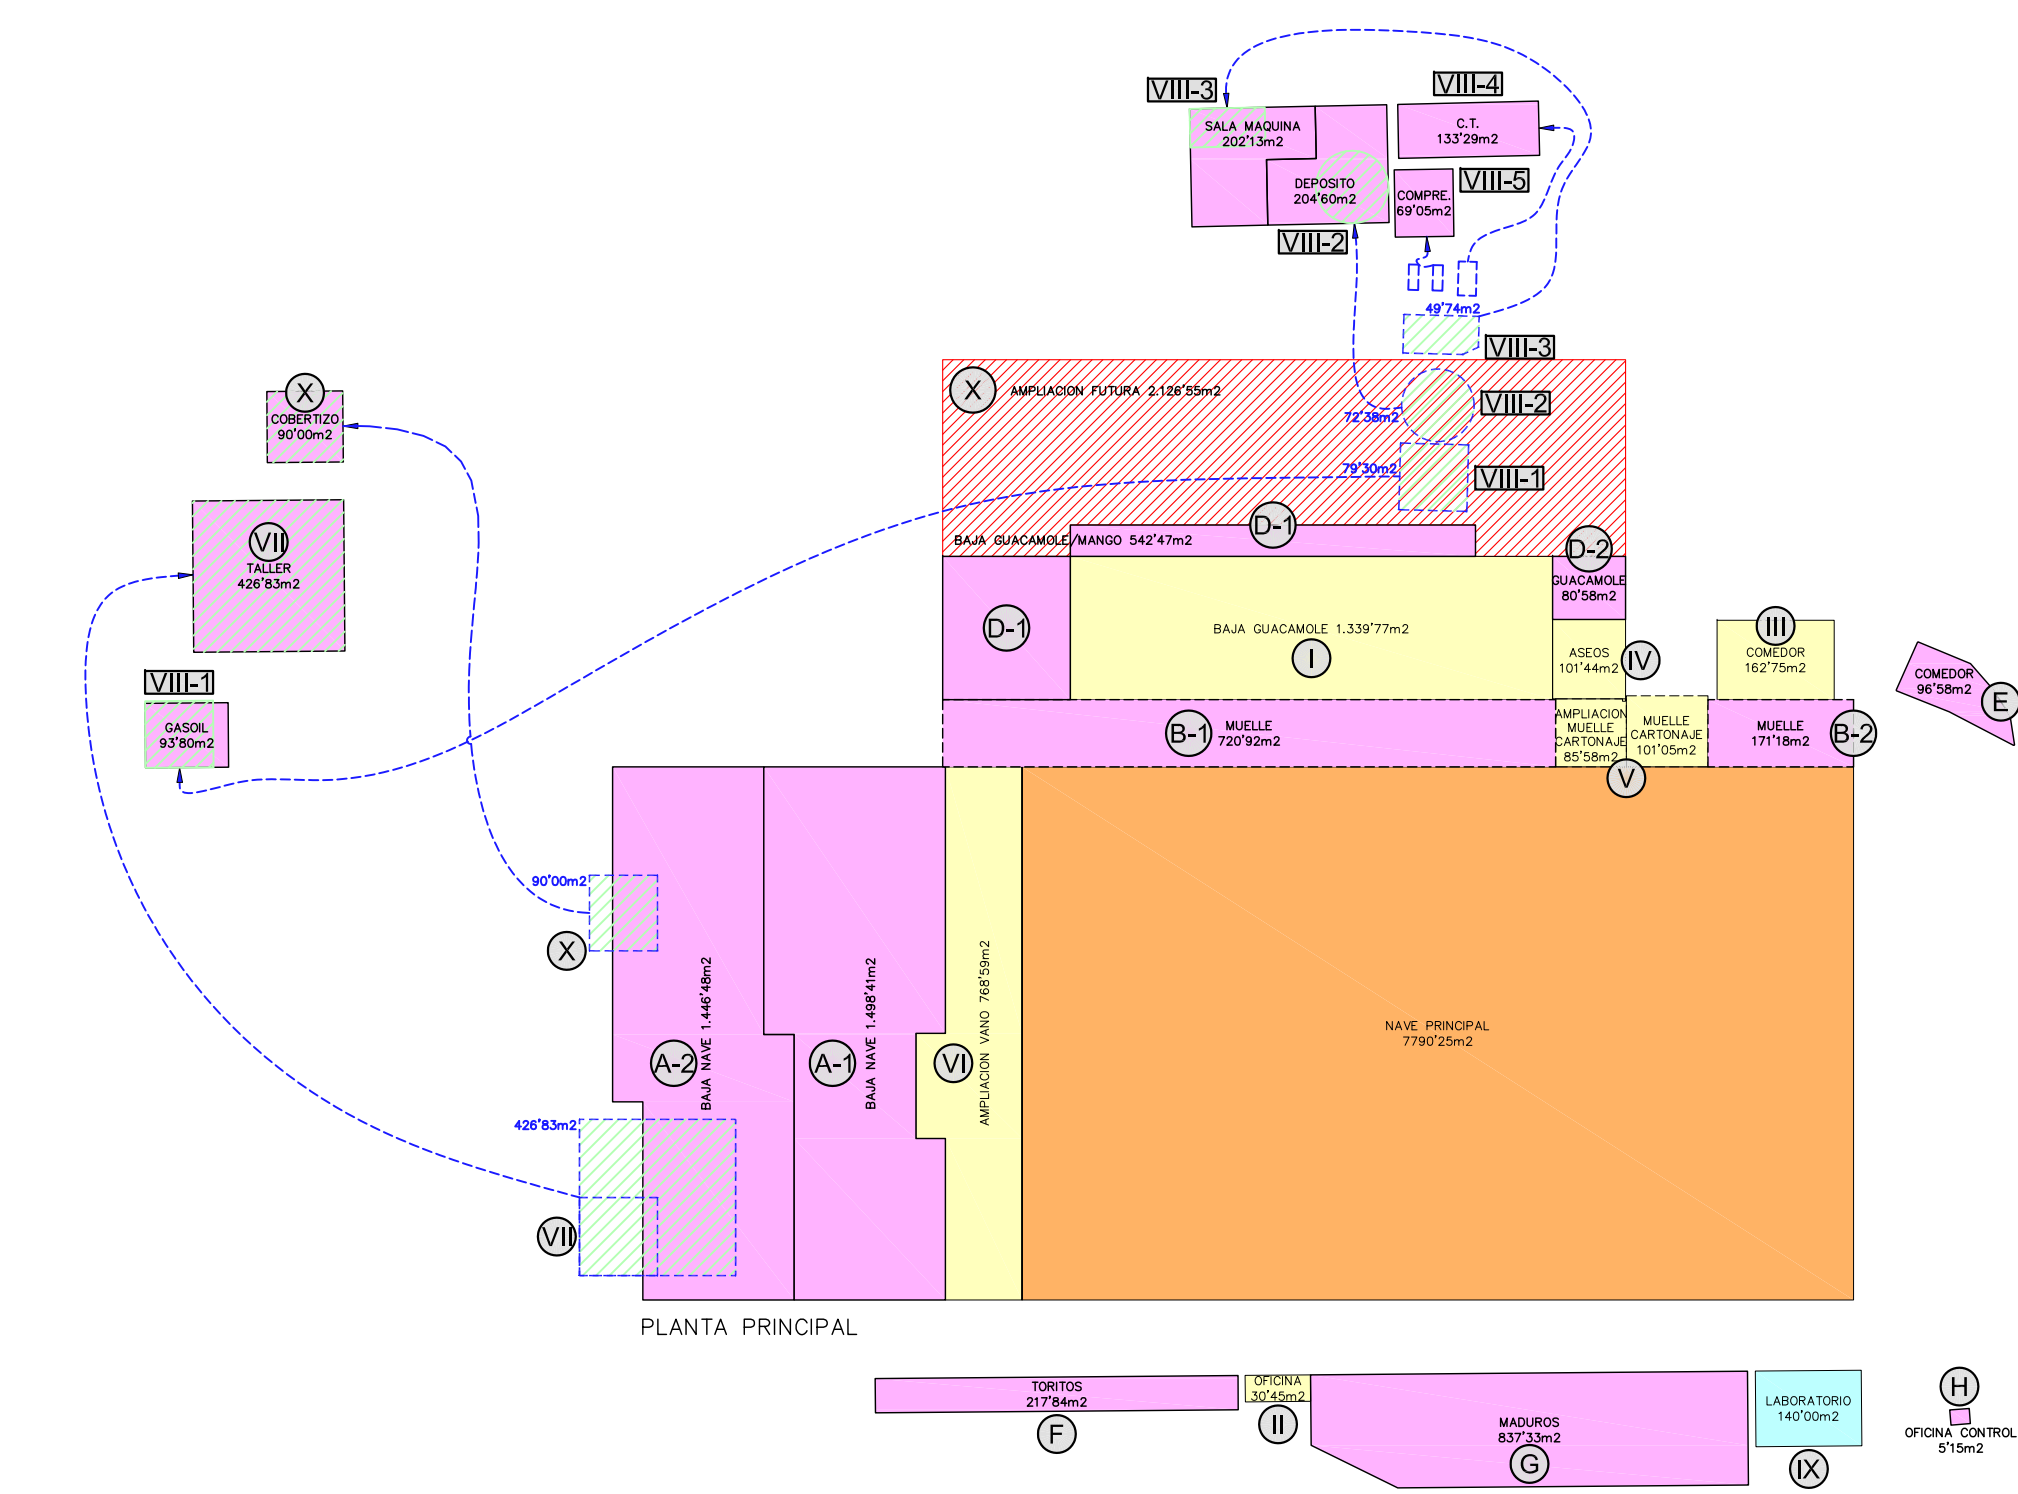 VIII-3
VIII-4
SALA MAQUINA
202'13m2
C.T.
133'29m2
DEPOSITO
204'60m2
VIII-5
COMPRE.
69'05m2
VIII-2
49'74m2
VIII-3
X
AMPLIACION FUTURA 2.126'55m2
VIII-2
72'38m2
79'30m2
VIII-1
X
COBERTIZO
90'00m2
VII
TALLER
426'83m2
VIII-1
GASOIL
93'80m2
D-1
BAJA GUACAMOLE/MANGO 542'47m2
D-2
GUACAMOLE
80'58m2
D-1
BAJA GUACAMOLE 1.339'77m2
I
ASEOS
101'44m2
IV
III
COMEDOR
162'75m2
COMEDOR
96'58m2
E
B-1
MUELLE
720'92m2
AMPLIACION
MUELLE
CARTONAJE
85'58m2
MUELLE
CARTONAJE
101'05m2
MUELLE
171'18m2
B-2
V
90'00m2
X
A-2
BAJA NAVE 1.446'48m2
A-1
BAJA NAVE 1.498'41m2
VI
AMPLIACION VANO 768'59m2
NAVE PRINCIPAL
7790'25m2
426'83m2
VII
PLANTA PRINCIPAL
TORITOS
217'84m2
F
OFICINA
30'45m2
II
MADUROS
837'33m2
G
LABORATORIO
140'00m2
IX
H
OFICINA CONTROL
5'15m2